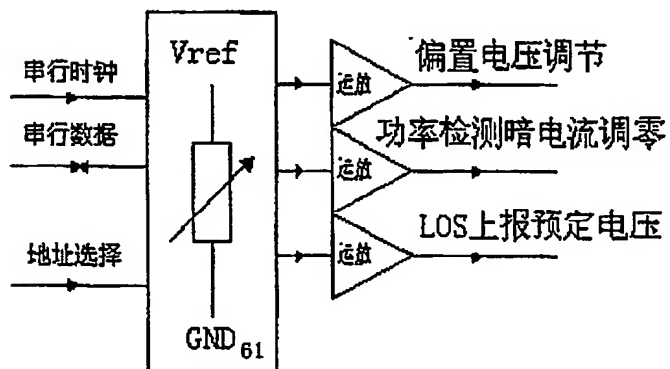 串行时钟
串行数据
地址选择
Vref
GND61
运放
运放
运放
偏置电压调节
功率检测暗电流调零
LOS上报预定电压